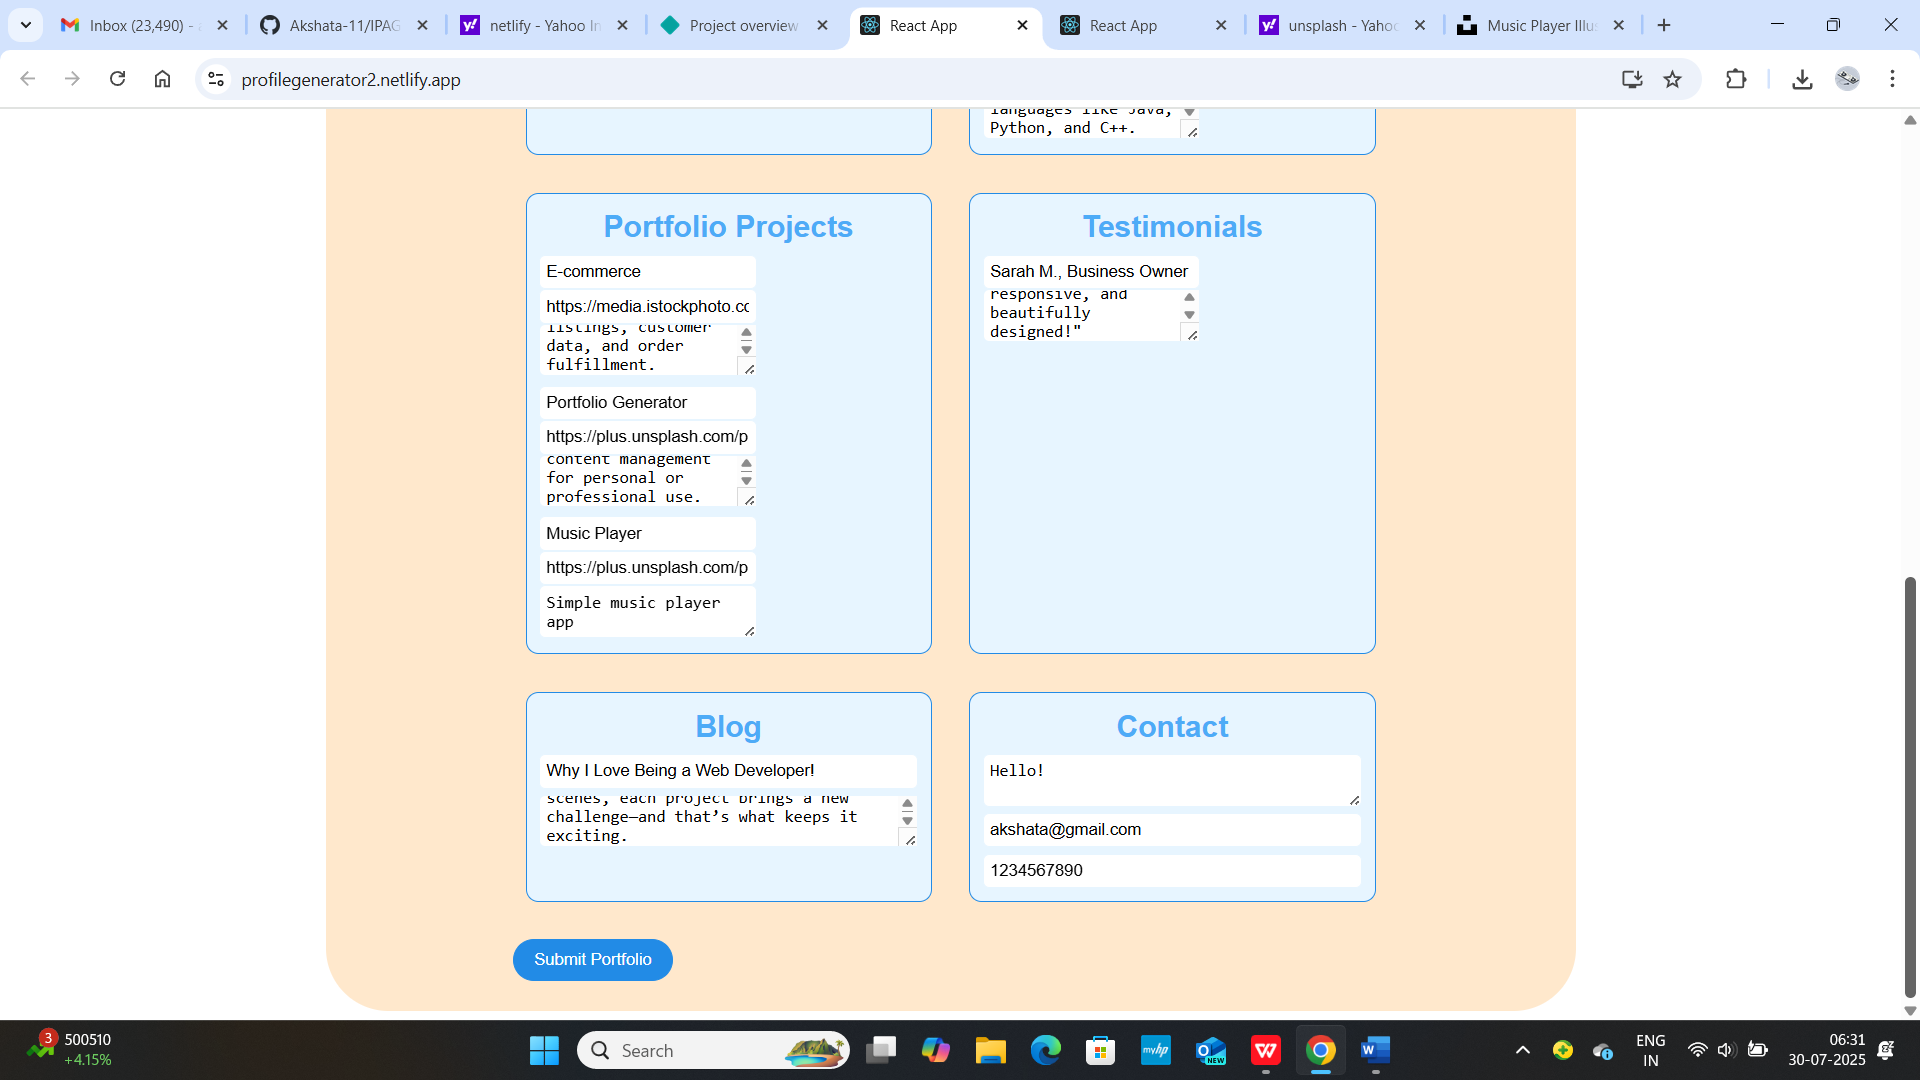 Inbox (23,490) -
Akshata-11/IPAG
netlify - Yahoo In
Project overview
React App
React App
unsplash - Yahoo
Music Player Illus
profilegenerator2.netlify.app
languages like Java,
Python, and C++.
Portfolio Projects
E-commerce
https://media.istockphoto.co
listings, customer
data, and order
fulfillment.
Portfolio Generator
https://plus.unsplash.com/p
content management
for personal or
professional use.
Music Player
https://plus.unsplash.com/p
Simple music player
app
Testimonials
Sarah M., Business Owner
responsive, and
beautifully
designed!"
Blog
Why I Love Being a Web Developer!
scenes, each project brings a new
challenge—and that’s what keeps it
exciting.
Contact
Hello!
akshata@gmail.com
1234567890
Submit Portfolio
3
500510
+4.15%
Search
myhp
NEW
ENG
IN
06:31
30-07-2025